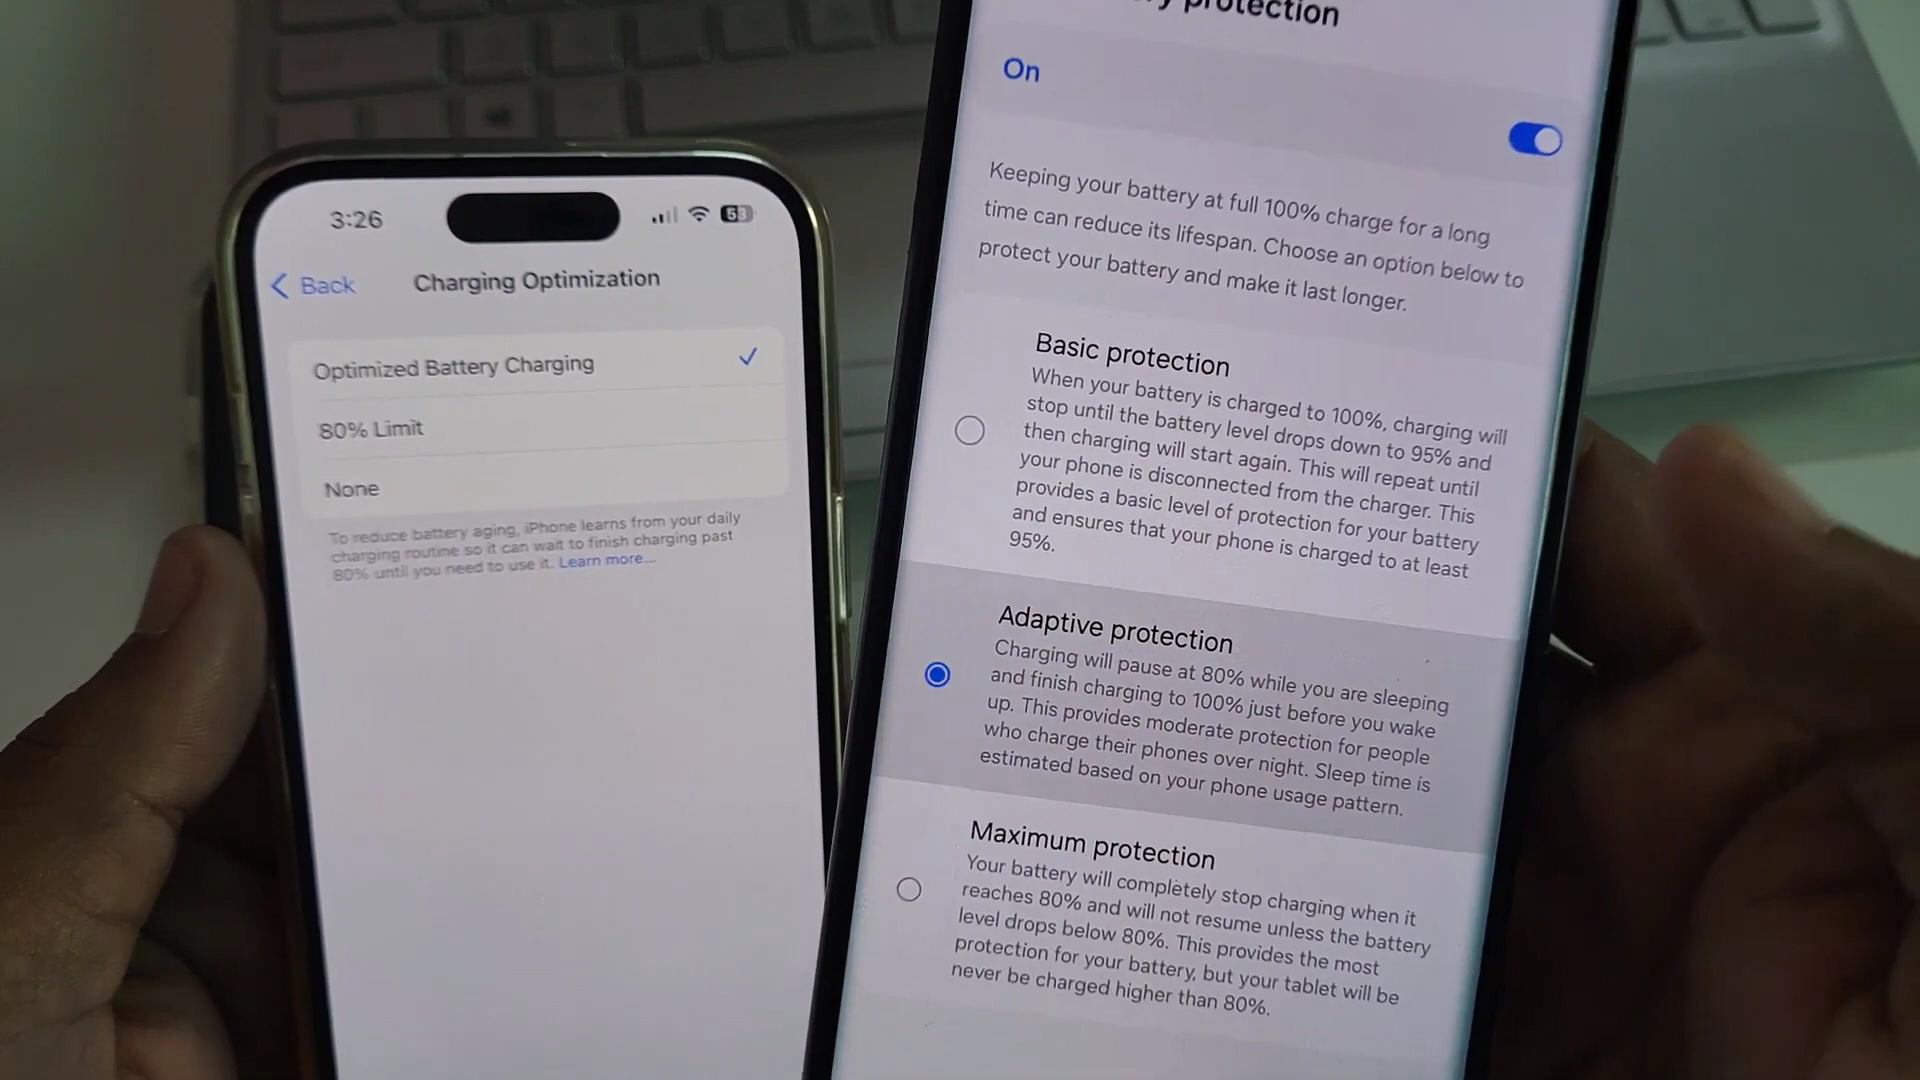 3:26
53
Back
Charging Optimization
Optimized Battery Charging
80% Limit
None
To reduce battery aging, iPhone learns from your daily
charging routine so it can wait to finish charging past
80% until you need to use it. Learn more...
protection
On
Keeping your battery at full 100% charge for a long
time can reduce its lifespan. Choose an option below to
protect your battery and make it last longer.
Basic protection
When your battery is charged to 100%, charging will
stop until the battery level drops down to 95% and
then charging will start again. This will repeat until
your phone is disconnected from the charger. This
provides a basic level of protection for your battery
and ensures that your phone is charged to at least
95%.
Adaptive protection
Charging will pause at 80% while you are sleeping
and finish charging to 100% just before you wake
up. This provides moderate protection for people
who charge their phones over night. Sleep time is
estimated based on your phone usage pattern.
Maximum protection
Your battery will completely stop charging when it
reaches 80% and will not resume unless the battery
level drops below 80%. This provides the most
protection for your battery, but your tablet will be
never be charged higher than 80%.